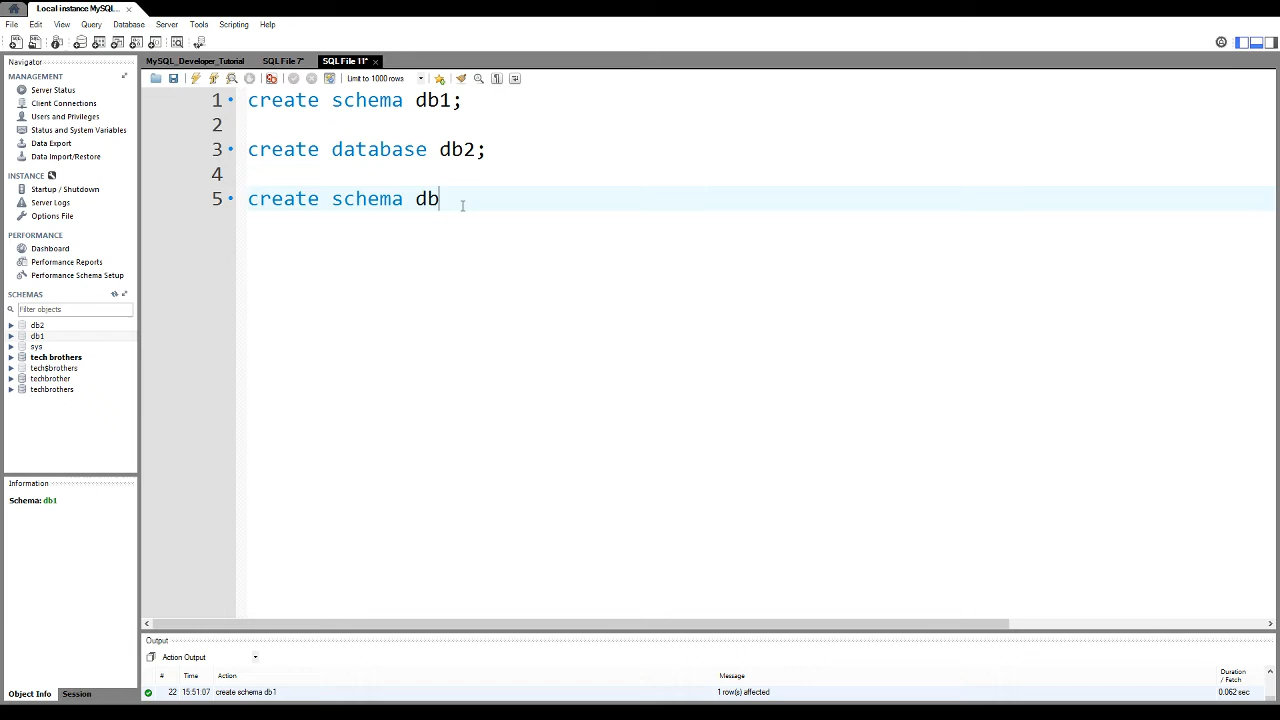 Local instance MySQL...
File Edit View Query Database Server Tools Scripting Help
Navigator
MANAGEMENT
Server Status
Client Connections
Users and Privileges
Status and System Variables
Data Export
Data Import/Restore
INSTANCE
Startup / Shutdown
Server Logs
Options File
PERFORMANCE
Dashboard
Performance Reports
Performance Schema Setup
SCHEMAS
Filter objects
db2
db1
sys
tech brothers
tech$brothers
techbrother
techbrothers
Information
Schema: db1
Object Info Session
MySQL_Developer_Tutorial SQL File 7* SQL File 11*
Limit to 1000 rows
1 create schema db1;
2
3 create database db2;
4
5 create schema db
Output
Action Output
# Time Action Message Duration / Fetch
22 15:51:07 create schema db1 1 row(s) affected 0.062 sec